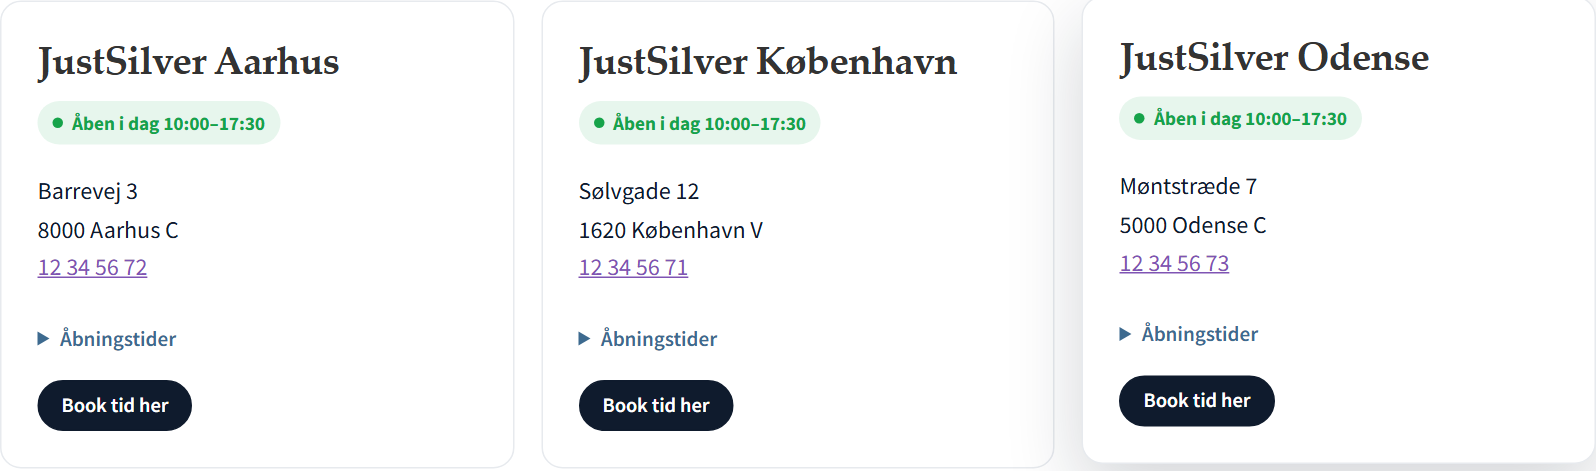 JustSilver Aarhus
Åben i dag 10:00–17:30
Barrevej 3
8000 Aarhus C
12 34 56 72
Åbningstider
Book tid her
JustSilver København
Åben i dag 10:00–17:30
Sølvgade 12
1620 København V
12 34 56 71
Åbningstider
Book tid her
JustSilver Odense
Åben i dag 10:00–17:30
Møntstræde 7
5000 Odense C
12 34 56 73
Åbningstider
Book tid her